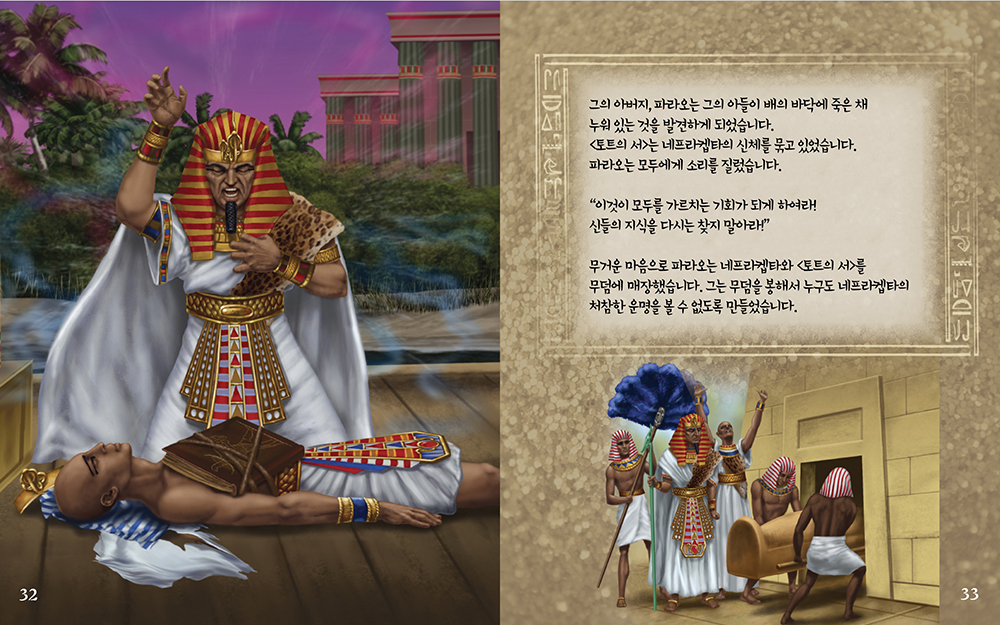 그의 아버지, 파라오는 그의 아들이 배의 바닥에 죽은 채
누워 있는 것을 발견하게 되었습니다.
<토트의 서>는 네프라켑타의 신체를 묶고 있었습니다.
파라오는 모두에게 소리를 질렀습니다.
“이것이 모두를 가르치는 기회가 되게 하여라!
신들의 지식을 다시는 찾지 말아라!”
무거운 마음으로 파라오는 네프라켑타와 <토트의 서>를
무덤에 매장했습니다. 그는 무덤을 봉해서 누구도 네프라켑타의
처참한 운명을 볼 수 없도록 만들었습니다.
32
33